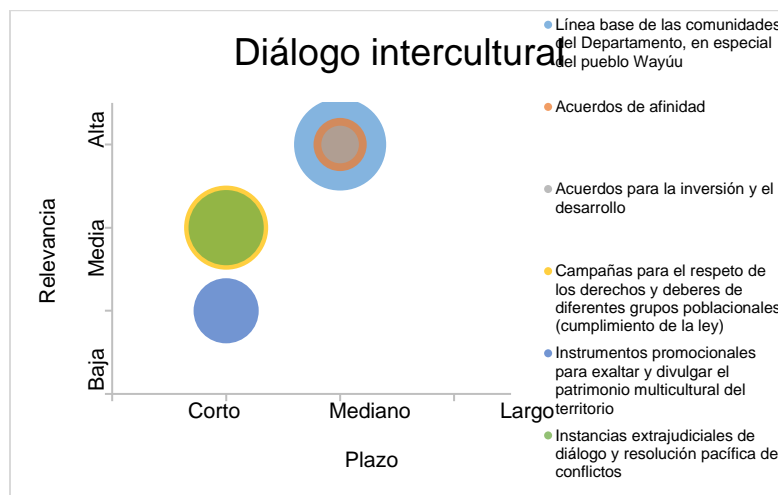 Diálogo intercultural
Alta
Media
Baja
Relevancia
Corto
Mediano
Largo
Plazo
Línea base de las comunidades
del Departamento, en especial
del pueblo Wayúu
Acuerdos de afinidad
Acuerdos para la inversión y el
desarrollo
Campañas para el respeto de
los derechos y deberes de
diferentes grupos poblacionales
(cumplimiento de la ley)
Instrumentos promocionales
para exaltar y divulgar el
patrimonio multicultural del
territorio
Instancias extrajudiciales de
diálogo y resolución pacífica de
conflictos